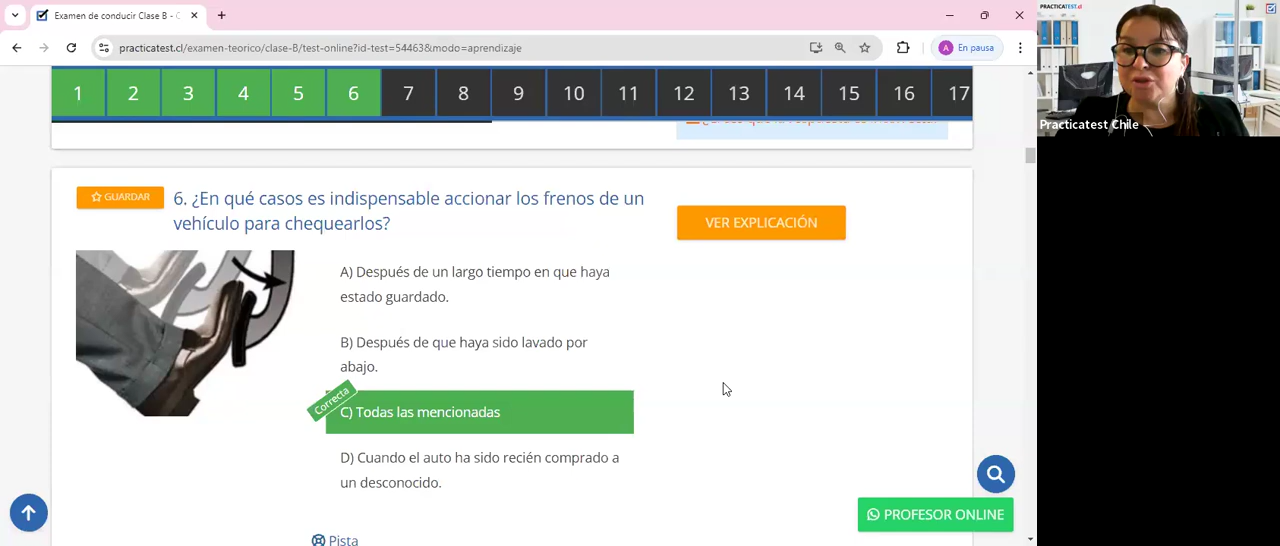 Examen de conducir Clase B - C
practicatest.cl/examen-teorico/clase-B/test-online?id-test=54463&modo=aprendizaje
A En pausa
1 2 3 4 5 6 7 8 9 10 11 12 13 14 15 16 17
GUARDAR
6. ¿En qué casos es indispensable accionar los frenos de un
vehículo para chequearlos?
VER EXPLICACIÓN
A) Después de un largo tiempo en que haya
estado guardado.
B) Después de que haya sido lavado por
abajo.
Correcta
C) Todas las mencionadas
D) Cuando el auto ha sido recién comprado a
un desconocido.
Pista
PROFESOR ONLINE
PRACTICATEST.cl
Practicatest Chile